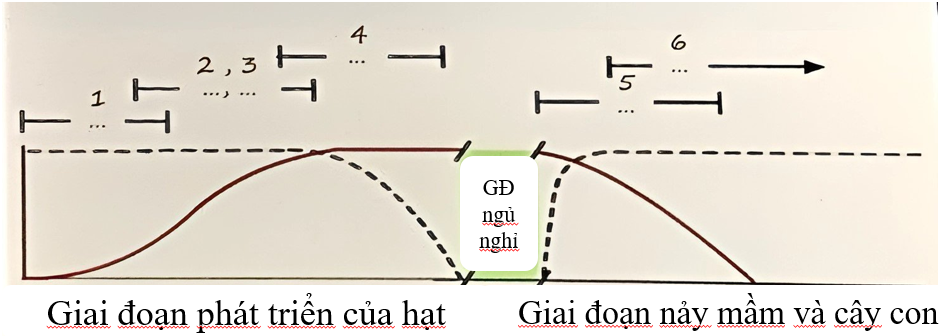 4
...
6
...
2 , 3
..., ...
5
...
1
...
GĐ
ngủ
nghỉ
Giai đoạn phát triển của hạt
Giai đoạn nảy mầm và cây con